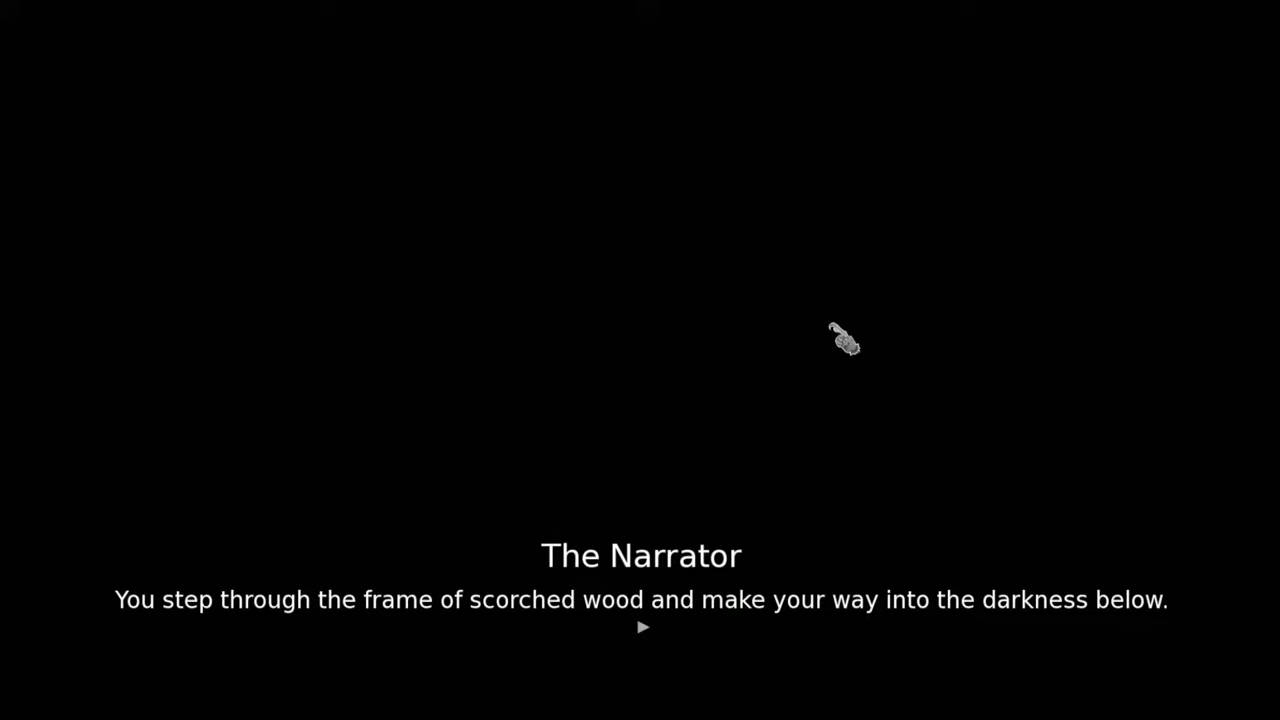 The Narrator
You step through the frame of scorched wood and make your way into the darkness below.